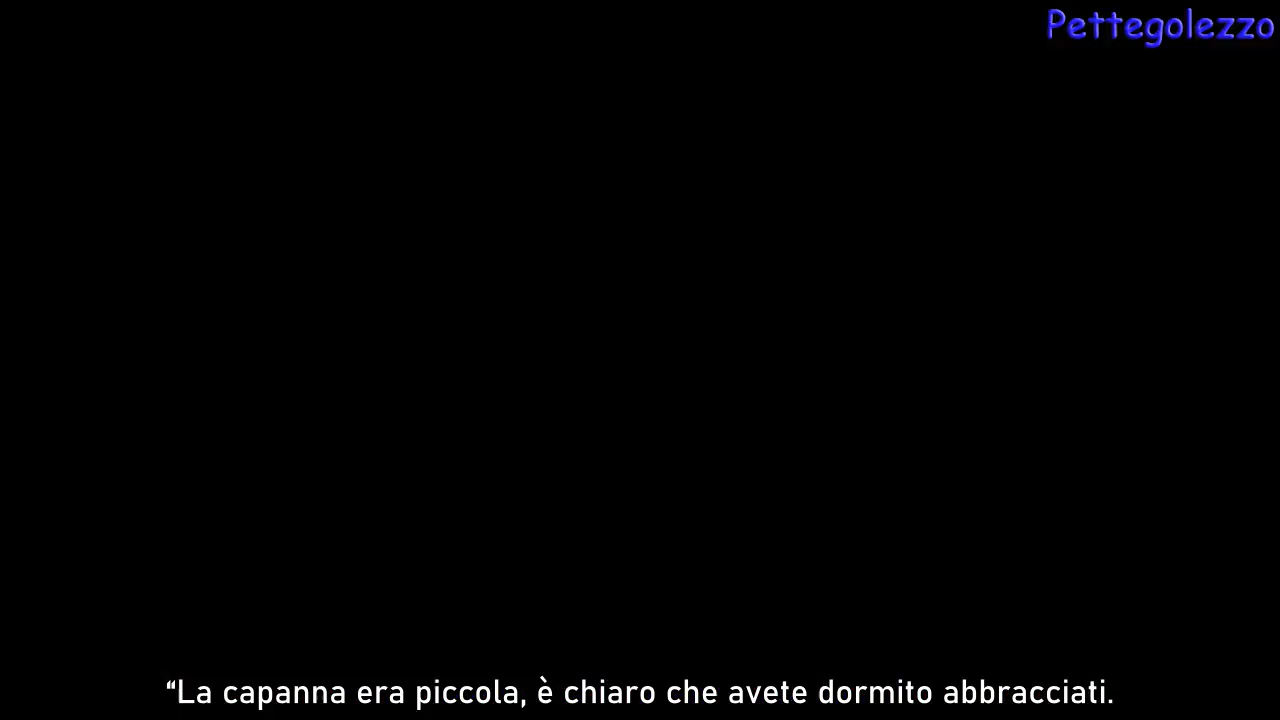 Pettegolezzo
“La capanna era piccola, è chiaro che avete dormito abbracciati.